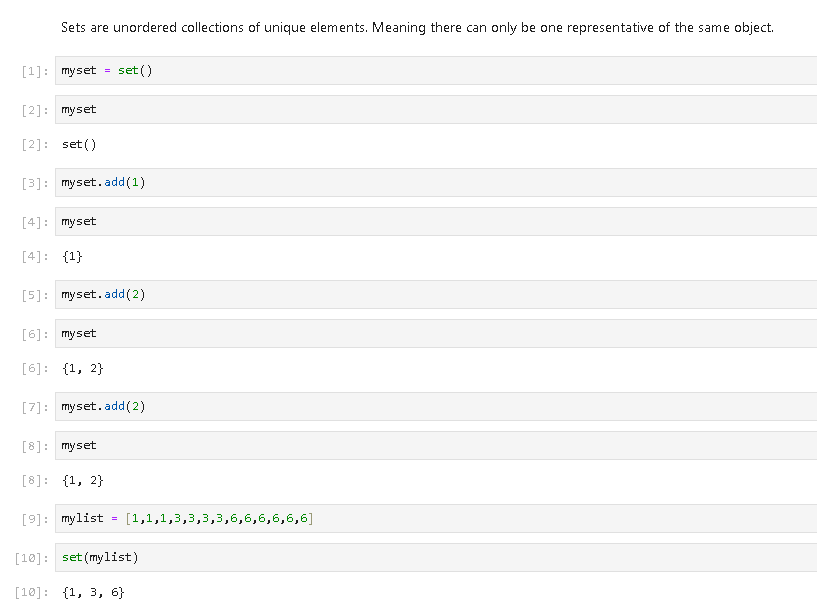 Sets are unordered collections of unique elements. Meaning there can only be one representative of the same object.
[1]: myset = set()
[2]: myset
[2]: set()
[3]: myset.add(1)
[4]: myset
[4]: {1}
[5]: myset.add(2)
[6]: myset
[6]: {1, 2}
[7]: myset.add(2)
[8]: myset
[8]: {1, 2}
[9]: mylist = [1,1,1,3,3,3,3,6,6,6,6,6,6]
[10]: set(mylist)
[10]: {1, 3, 6}